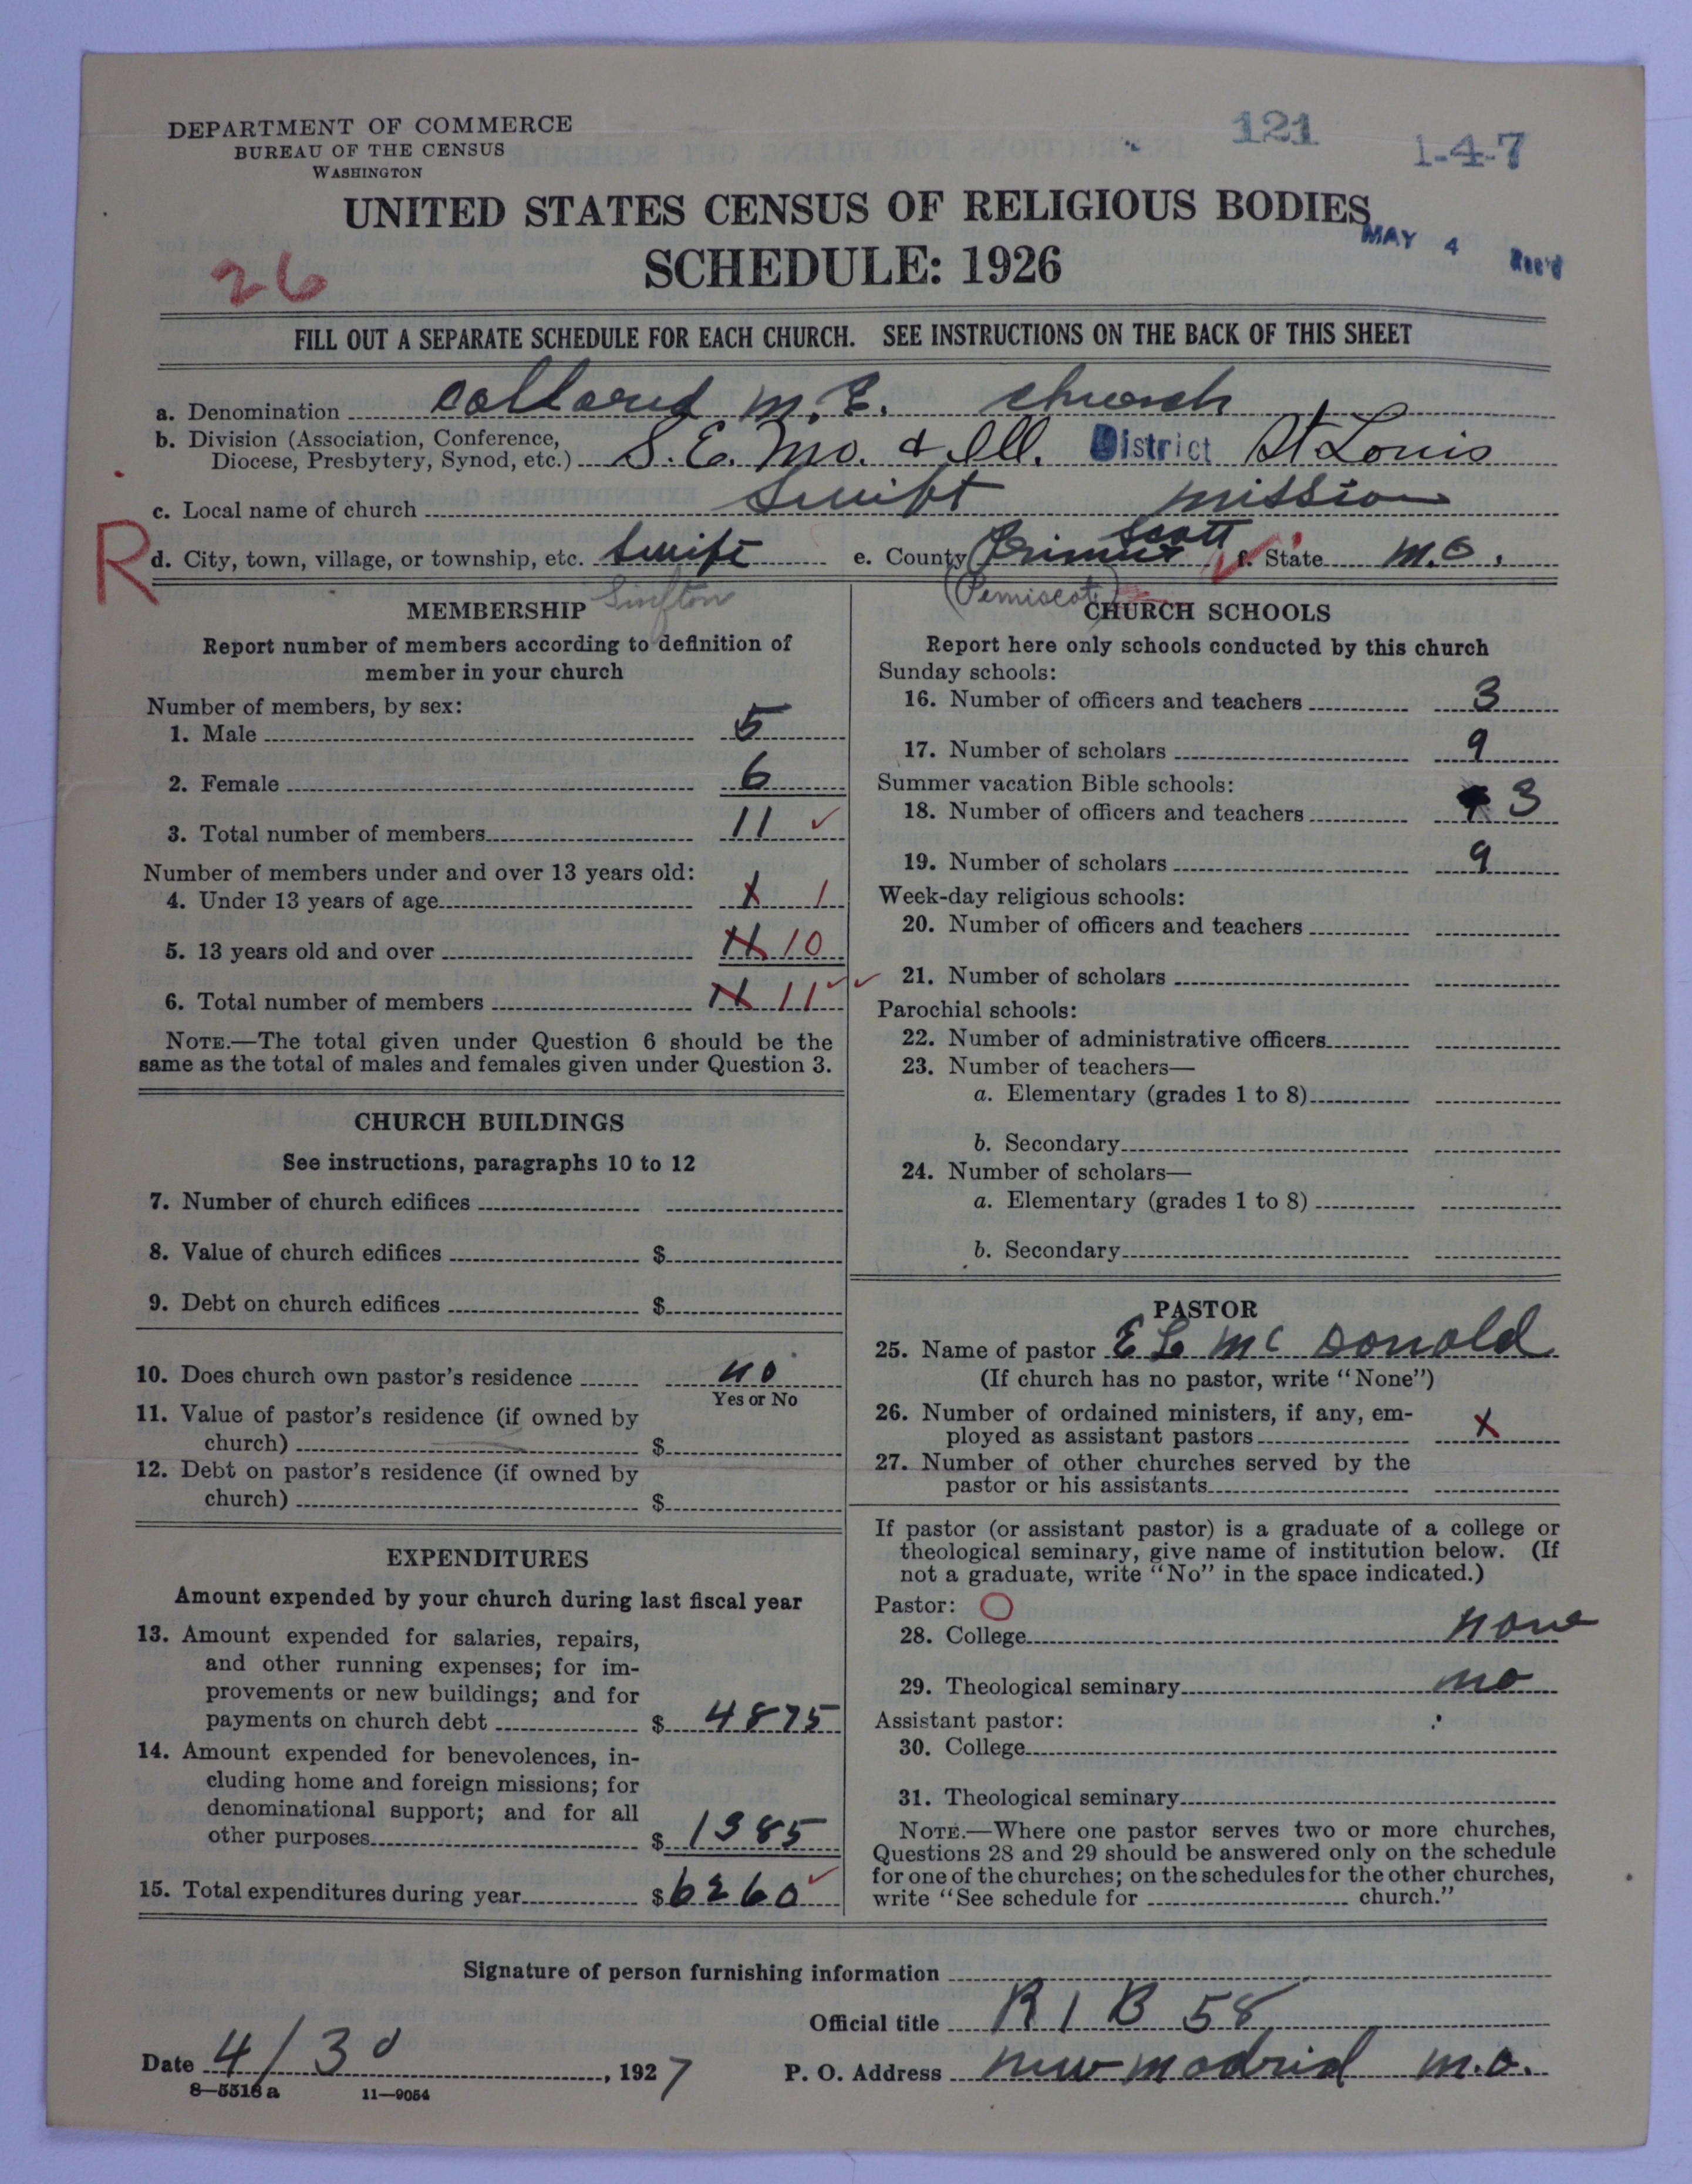 DEPARTMENT OF COMMERCE
BUREAU OF THE CENSUS
WASHINGTON
121
1-4-7
UNITED STATES CENSUS OF RELIGIOUS BODIES
MAY 4 Rec'd
SCHEDULE: 1926
26
FILL OUT A SEPARATE SCHEDULE FOR EACH CHURCH. SEE INSTRUCTIONS ON THE BACK OF THIS SHEET
a. Denomination collared M. E. church
b. Division (Association, Conference,
Diocese, Presbytery, Synod, etc.) S. E. Mo. & Ill. District St Louis
c. Local name of church Swift mission
R
d. City, town, village, or township, etc. Swift e. County Scott f. State M.O.
(Pemiscot)
MEMBERSHIP
Report number of members according to definition of
member in your church
Number of members, by sex:
1. Male 5
2. Female 6
3. Total number of members 11 ✓
Number of members under and over 13 years old:
4. Under 13 years of age 1
5. 13 years old and over 11 10
6. Total number of members 11 11 ✓✓
NOTE.—The total given under Question 6 should be the
same as the total of males and females given under Question 3.
CHURCH BUILDINGS
See instructions, paragraphs 10 to 12
7. Number of church edifices
8. Value of church edifices $
9. Debt on church edifices $
10. Does church own pastor's residence no
Yes or No
11. Value of pastor's residence (if owned by
church) $
12. Debt on pastor's residence (if owned by
church) $
EXPENDITURES
Amount expended by your church during last fiscal year
13. Amount expended for salaries, repairs,
and other running expenses; for im-
provements or new buildings; and for
payments on church debt $ 4875
14. Amount expended for benevolences, in-
cluding home and foreign missions; for
denominational support; and for all
other purposes $ 1385
15. Total expenditures during year $ 6260 ✓
CHURCH SCHOOLS
Report here only schools conducted by this church
Sunday schools:
16. Number of officers and teachers 3
17. Number of scholars 9
Summer vacation Bible schools:
18. Number of officers and teachers 3
19. Number of scholars 9
Week-day religious schools:
20. Number of officers and teachers
21. Number of scholars
Parochial schools:
22. Number of administrative officers
23. Number of teachers—
a. Elementary (grades 1 to 8)
b. Secondary
24. Number of scholars—
a. Elementary (grades 1 to 8)
b. Secondary
PASTOR
25. Name of pastor E L Mc Donald
(If church has no pastor, write "None")
26. Number of ordained ministers, if any, em-
ployed as assistant pastors
27. Number of other churches served by the
pastor or his assistants
If pastor (or assistant pastor) is a graduate of a college or
theological seminary, give name of institution below. (If
not a graduate, write "No" in the space indicated.)
Pastor:
28. College none
29. Theological seminary no
Assistant pastor:
30. College
31. Theological seminary
NOTE.—Where one pastor serves two or more churches,
Questions 28 and 29 should be answered only on the schedule
for one of the churches; on the schedules for the other churches,
write "See schedule for church."
Signature of person furnishing information
Official title R 1 B 58
Date 4/30, 1927 P. O. Address new madrid m.o.
8—5518 a 11—9054